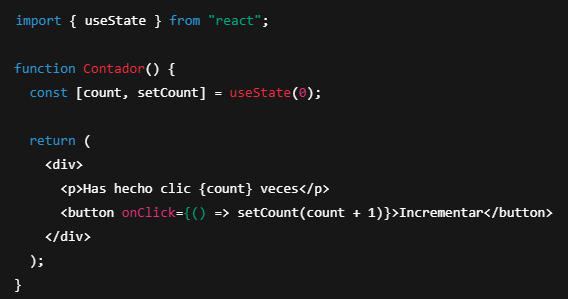 import { useState } from "react";
function Contador() {
const [count, setCount] = useState(0);
return (
<div>
<p>Has hecho clic {count} veces</p>
<button onClick={() => setCount(count + 1)}>Incrementar</button>
</div>
);
}